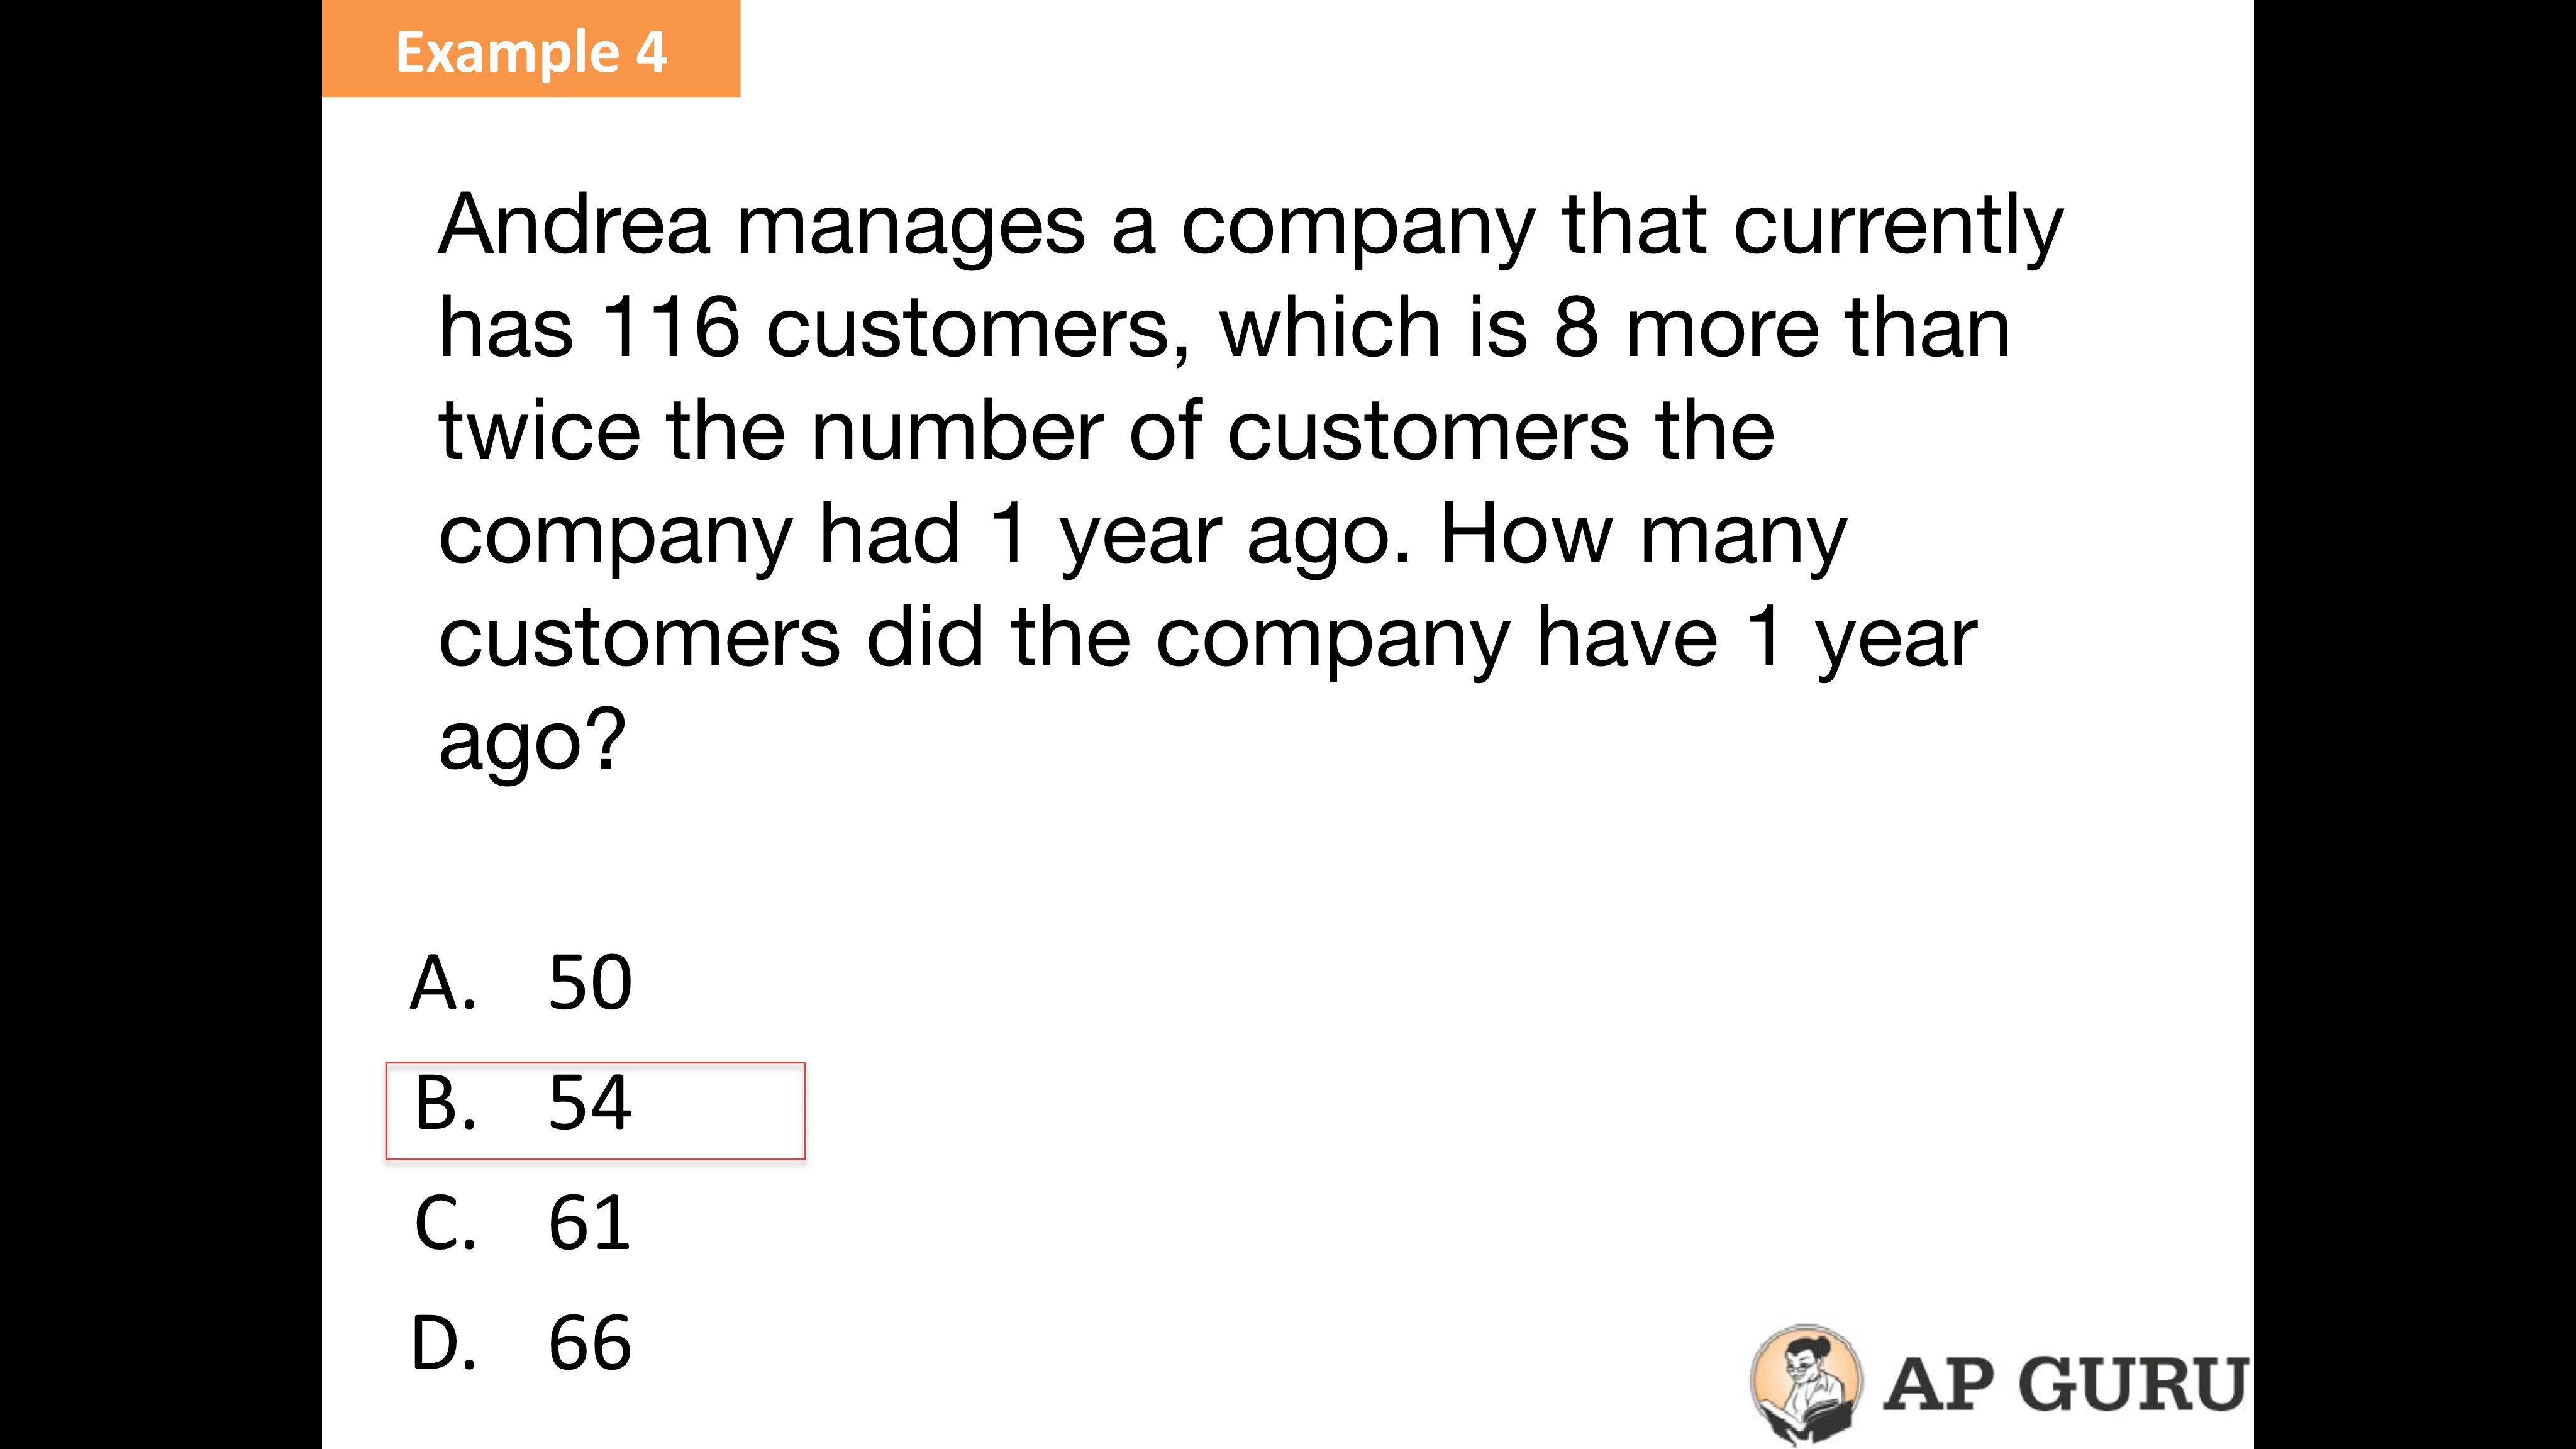 Example 4
Andrea manages a company that currently
has 116 customers, which is 8 more than
twice the number of customers the
company had 1 year ago. How many
customers did the company have 1 year
ago?
A. 50
B. 54
C. 61
D. 66
AP GURU